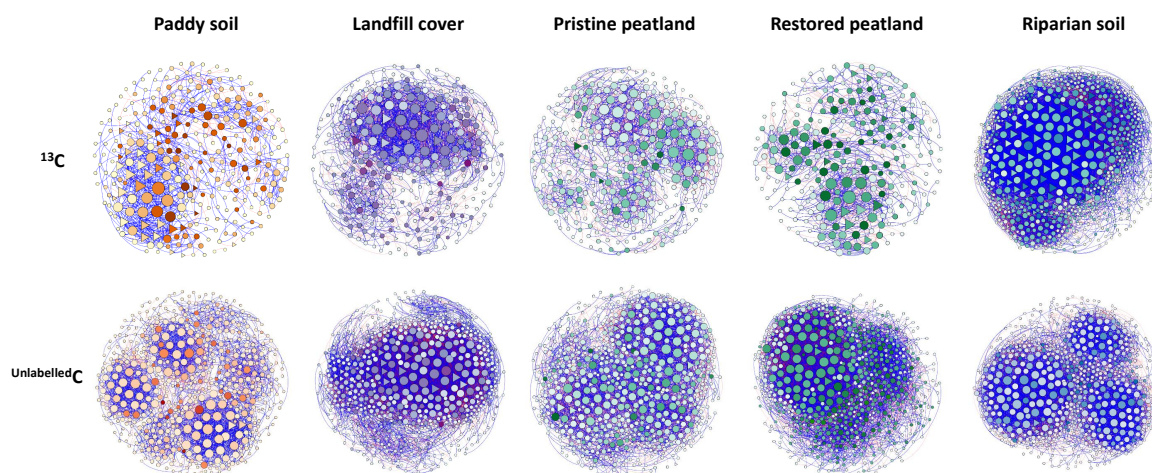 Paddy soil Landfill cover Pristine peatland Restored peatland Riparian soil
13C
UnlabelledC